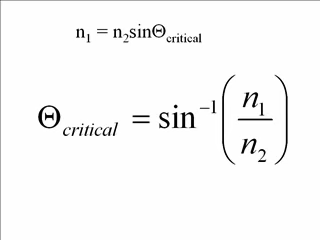 n₁ = n₂sinΘcritical
Θcritical = sin⁻¹(n₁/n₂)